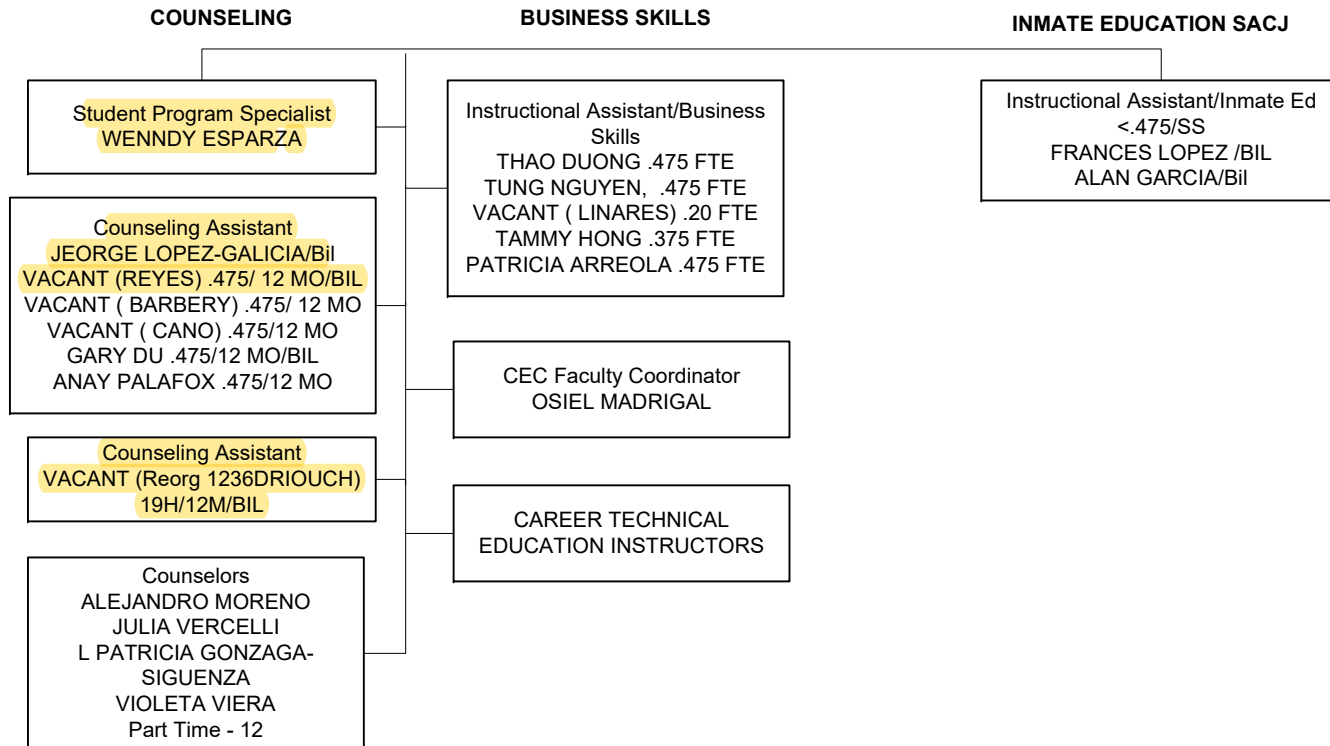 COUNSELING
BUSINESS SKILLS
INMATE EDUCATION SACJ
Student Program Specialist
WENNDY ESPARZA
Counseling Assistant
JEORGE LOPEZ-GALICIA/Bil
VACANT (REYES) .475/ 12 MO/BIL
VACANT ( BARBERY) .475/ 12 MO
VACANT ( CANO) .475/12 MO
GARY DU .475/12 MO/BIL
ANAY PALAFOX .475/12 MO
Counseling Assistant
VACANT (Reorg 1236DRIOUCH)
19H/12M/BIL
Counselors
ALEJANDRO MORENO
JULIA VERCELLI
L PATRICIA GONZAGA-
SIGUENZA
VIOLETA VIERA
Part Time - 12
Instructional Assistant/Business
Skills
THAO DUONG .475 FTE
TUNG NGUYEN,  .475 FTE
VACANT ( LINARES) .20 FTE
TAMMY HONG .375 FTE
PATRICIA ARREOLA .475 FTE
CEC Faculty Coordinator
OSIEL MADRIGAL
CAREER TECHNICAL
EDUCATION INSTRUCTORS
Instructional Assistant/Inmate Ed
<.475/SS
FRANCES LOPEZ /BIL
ALAN GARCIA/Bil